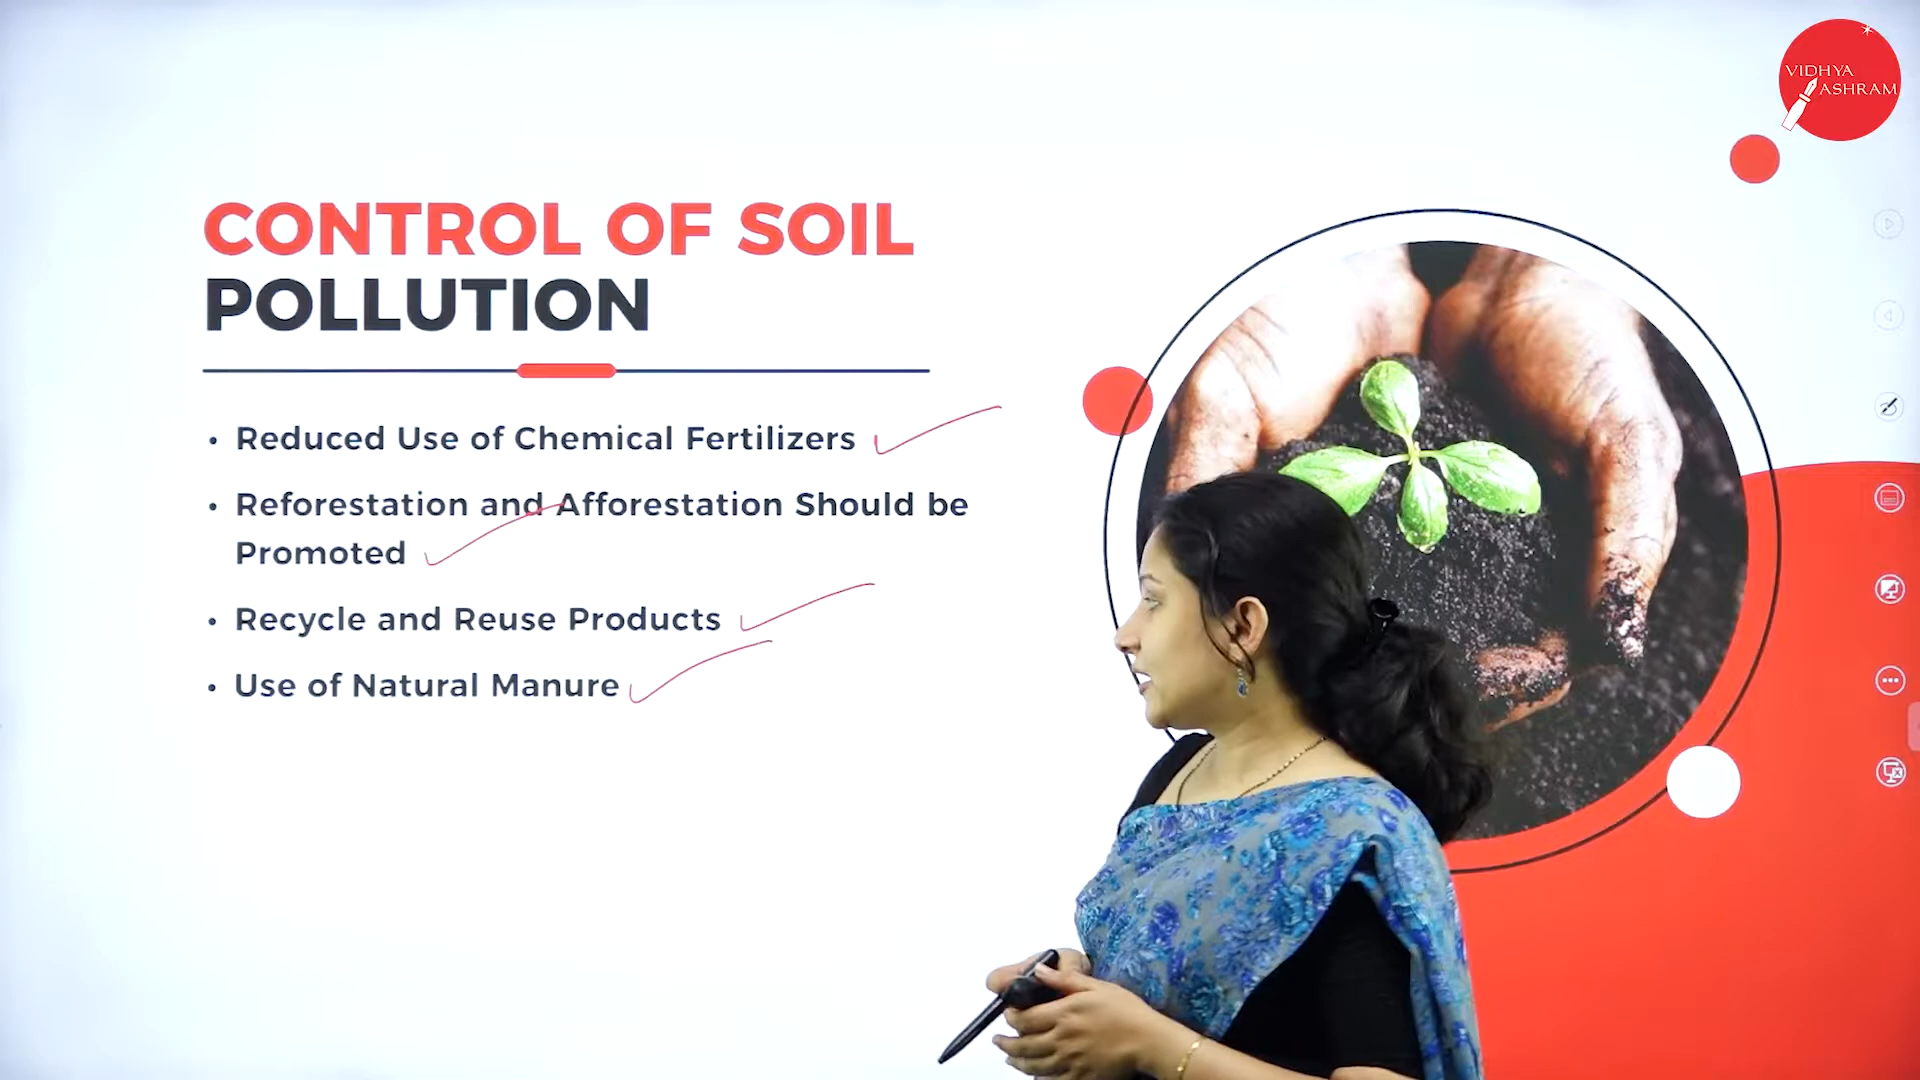 VIDHYA
ASHRAM
CONTROL OF SOIL
POLLUTION
• Reduced Use of Chemical Fertilizers
• Reforestation and Afforestation Should be
Promoted
• Recycle and Reuse Products
• Use of Natural Manure